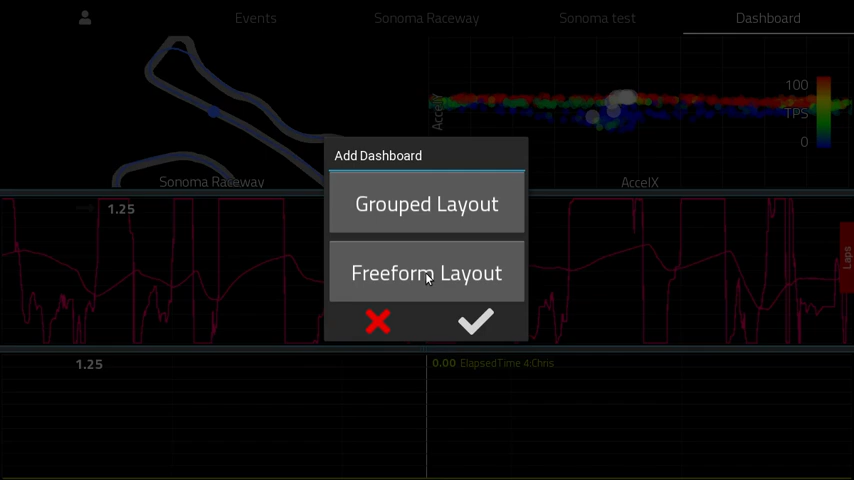 Events
Sonoma Raceway
Sonoma test
Dashboard
AccelY
100
TPS
0
Sonoma Raceway
AccelX
Add Dashboard
Grouped Layout
Freeform Layout
1.25
Laps
1.25
0.00 ElapsedTime 4:Chris